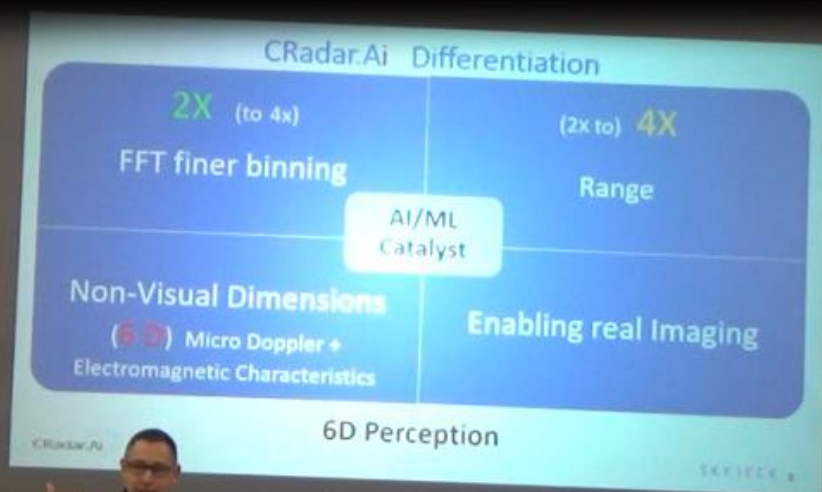 CRadar.Ai Differentiation
2X (to 4x)
FFT finer binning
(2x to) 4X
Range
AI/ML
Catalyst
Non-Visual Dimensions
(6 D) Micro Doppler +
Electromagnetic Characteristics
Enabling real Imaging
6D Perception
CRadar.Ai